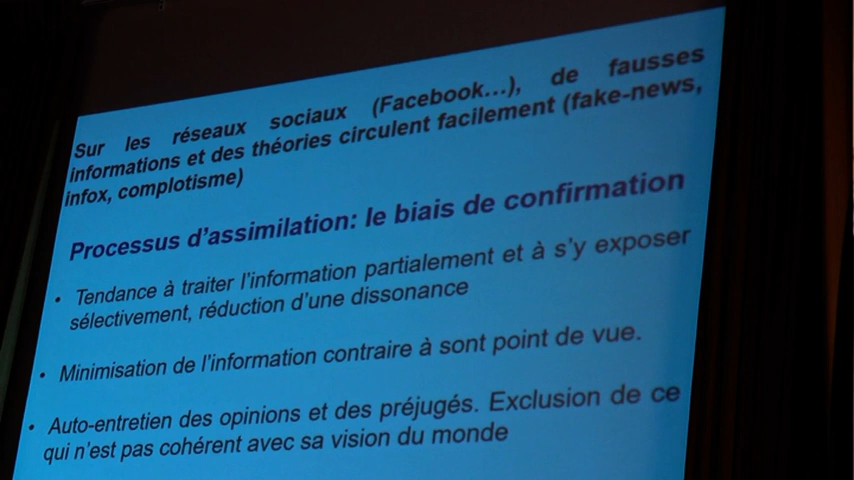 Sur les réseaux sociaux (Facebook...), de fausses
informations et des théories circulent facilement (fake-news,
infox, complotisme)
Processus d'assimilation: le biais de confirmation
• Tendance à traiter l'information partialement et à s'y exposer
sélectivement, réduction d'une dissonance
• Minimisation de l'information contraire à sont point de vue.
• Auto-entretien des opinions et des préjugés. Exclusion de ce
qui n'est pas cohérent avec sa vision du monde